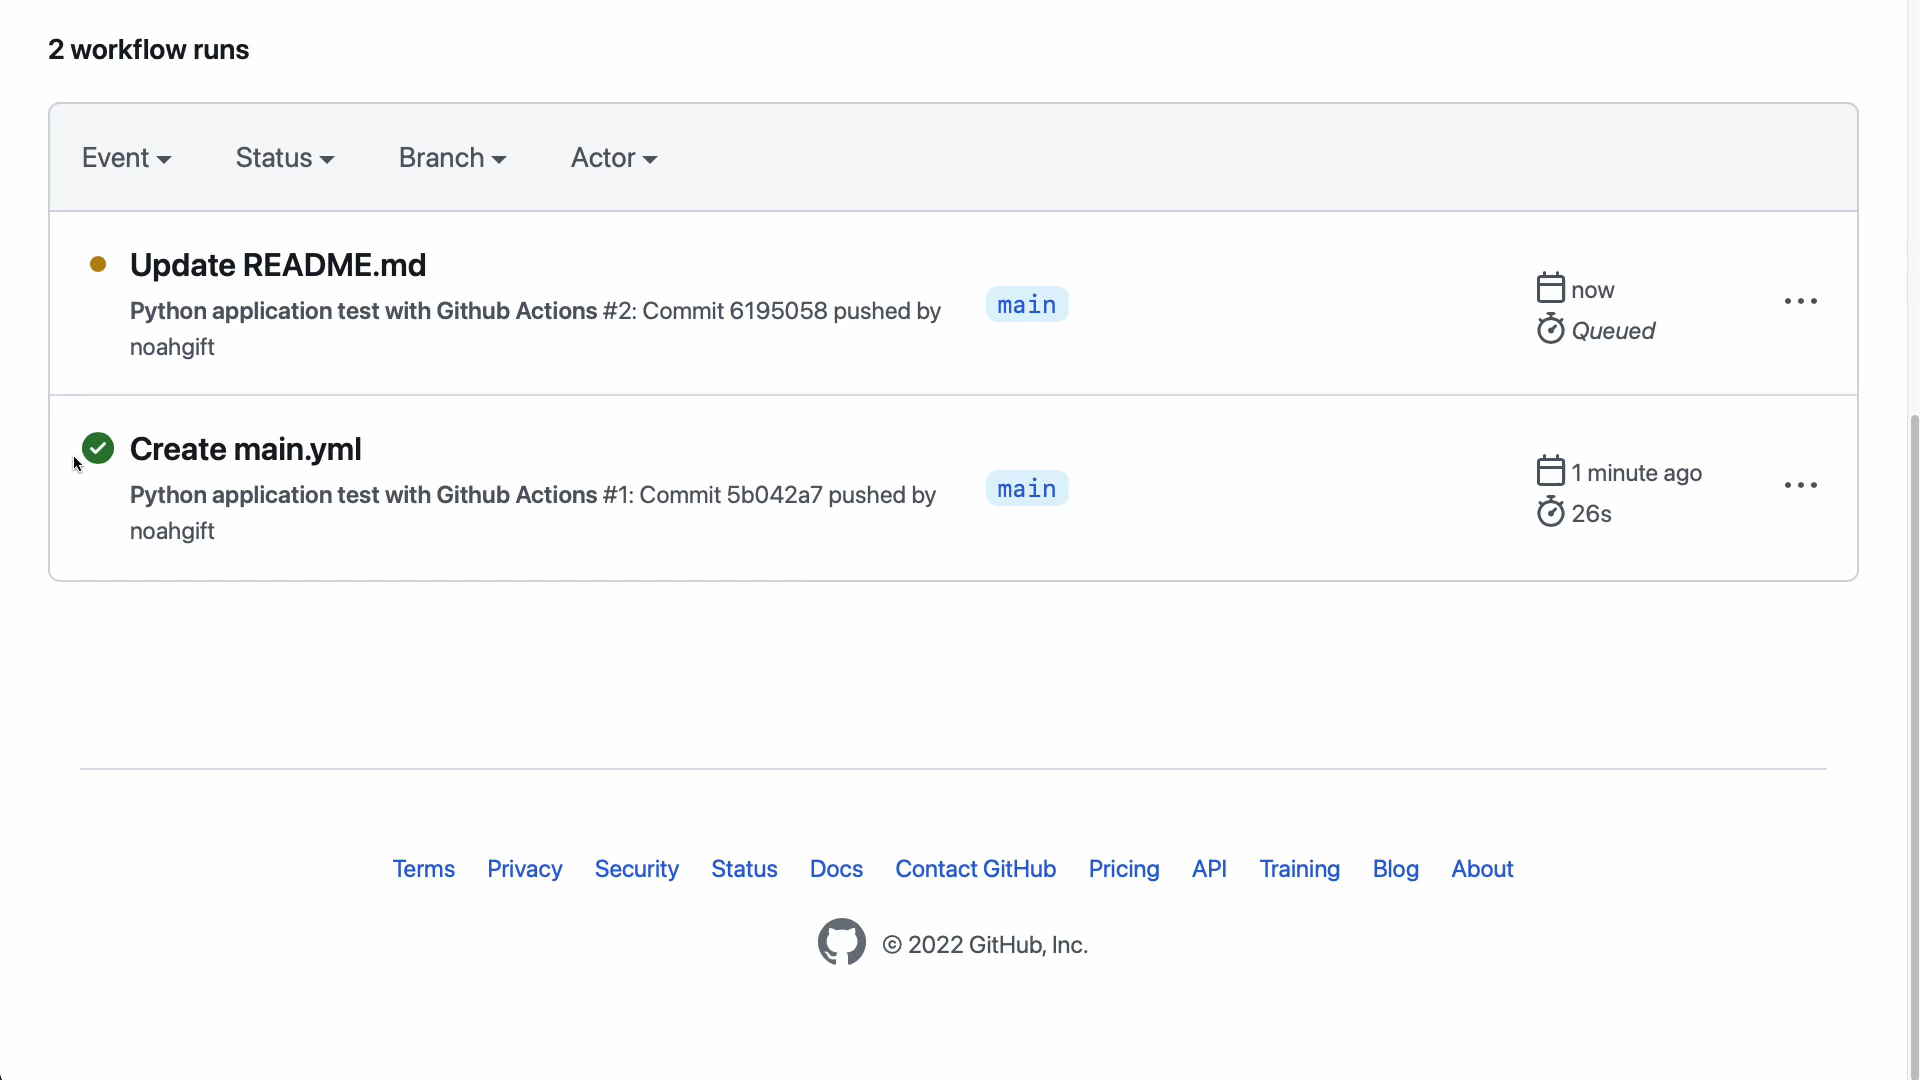 2 workflow runs
Event Status Branch Actor
Update README.md
Python application test with Github Actions #2: Commit 6195058 pushed by
noahgift
main
now
Queued
Create main.yml
Python application test with Github Actions #1: Commit 5b042a7 pushed by
noahgift
main
1 minute ago
26s
Terms Privacy Security Status Docs Contact GitHub Pricing API Training Blog About
© 2022 GitHub, Inc.